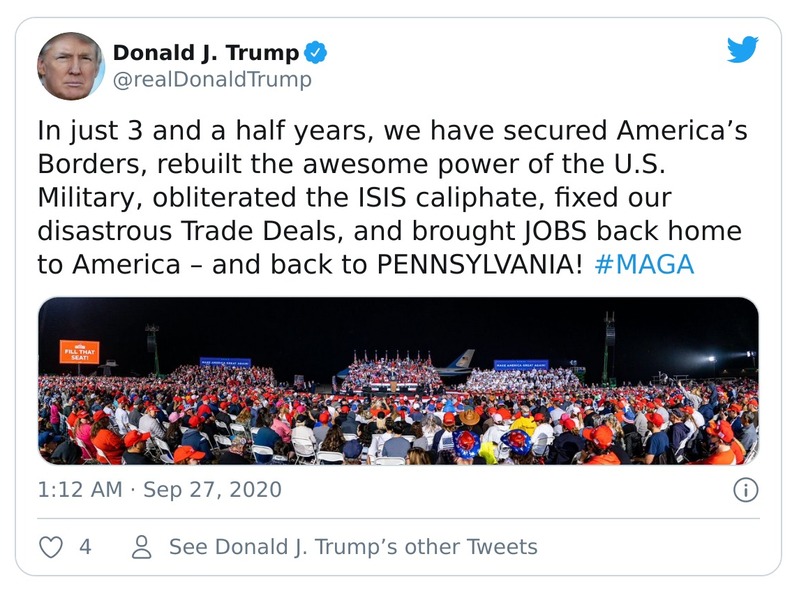 Donald J. Trump
@realDonaldTrump
In just 3 and a half years, we have secured America’s
Borders, rebuilt the awesome power of the U.S.
Military, obliterated the ISIS caliphate, fixed our
disastrous Trade Deals, and brought JOBS back home
to America – and back to PENNSYLVANIA! #MAGA
FILL THAT
SEAT!
MAKE AMERICA GREAT AGAIN!
MAKE AMERICA GREAT AGAIN!
1:12 AM · Sep 27, 2020
4
See Donald J. Trump’s other Tweets